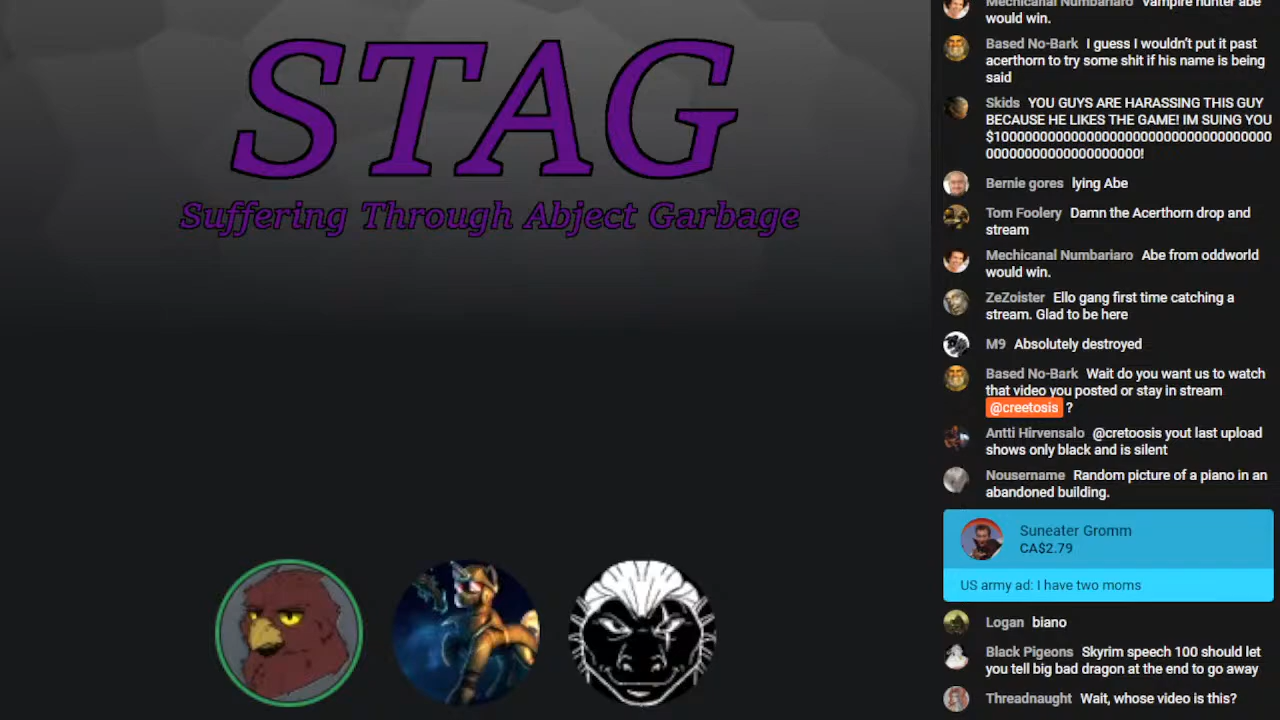 STAG
Suffering Through Abject Garbage
Mechicanal Numbariaro Vampire hunter abe
would win.
Based No-Bark I guess I wouldn't put it past
acerthorn to try some shit if his name is being
said
Skids YOU GUYS ARE HARASSING THIS GUY
BECAUSE HE LIKES THE GAME! IM SUING YOU
Bernie gores lying Abe
Tom Foolery Damn the Acerthorn drop and
stream
Mechicanal Numbariaro Abe from oddworld
would win.
ZeZoister Ello gang first time catching a
stream. Glad to be here
M9 Absolutely destroyed
Based No-Bark Wait do you want us to watch
that video you posted or stay in stream
@creetosis ?
Antti Hirvensalo @cretoosis yout last upload
shows only black and is silent
Nousername Random picture of a piano in an
abandoned building.
Suneater Gromm
CA$2.79
US army ad: I have two moms
Logan biano
Black Pigeons Skyrim speech 100 should let
you tell big bad dragon at the end to go away
Threadnaught Wait, whose video is this?